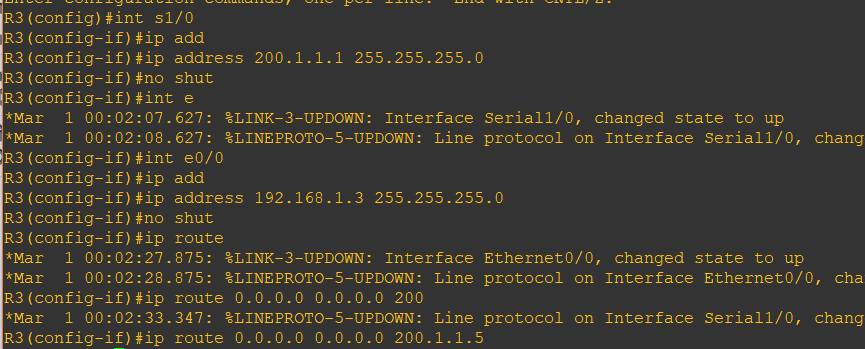 R3(config)#int s1/0
R3(config-if)#ip add
R3(config-if)#ip address 200.1.1.1 255.255.255.0
R3(config-if)#no shut
R3(config-if)#int e
*Mar  1 00:02:07.627: %LINK-3-UPDOWN: Interface Serial1/0, changed state to up
*Mar  1 00:02:08.627: %LINEPROTO-5-UPDOWN: Line protocol on Interface Serial1/0, chang
R3(config-if)#int e0/0
R3(config-if)#ip add
R3(config-if)#ip address 192.168.1.3 255.255.255.0
R3(config-if)#no shut
R3(config-if)#ip route
*Mar  1 00:02:27.875: %LINK-3-UPDOWN: Interface Ethernet0/0, changed state to up
*Mar  1 00:02:28.875: %LINEPROTO-5-UPDOWN: Line protocol on Interface Ethernet0/0, cha
R3(config-if)#ip route 0.0.0.0 0.0.0.0 200
*Mar  1 00:02:33.347: %LINEPROTO-5-UPDOWN: Line protocol on Interface Serial1/0, chang
R3(config-if)#ip route 0.0.0.0 0.0.0.0 200.1.1.5